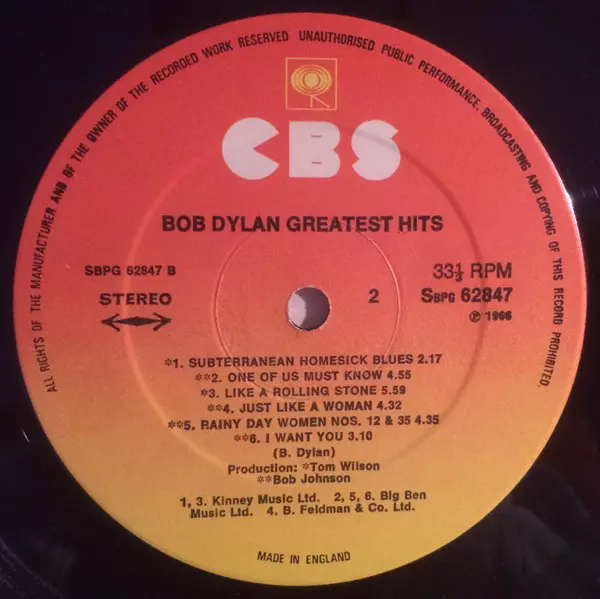 ALL RIGHTS OF THE MANUFACTURER AND OF THE OWNER OF THE RECORDED WORK RESERVED UNAUTHORISED PUBLIC PERFORMANCE, BROADCASTING AND COPYING OF THIS RECORD PROHIBITED.
CBS
BOB DYLAN GREATEST HITS
SBPG 62847 B
STEREO
2
33⅓ RPM
SBPG 62847
℗ 1966
*1. SUBTERRANEAN HOMESICK BLUES 2.17
**2. ONE OF US MUST KNOW 4.55
*3. LIKE A ROLLING STONE 5.59
**4. JUST LIKE A WOMAN 4.32
**5. RAINY DAY WOMEN NOS. 12 & 35 4.35
**6. I WANT YOU 3.10
(B. Dylan)
Production: *Tom Wilson
**Bob Johnson
1, 3. Kinney Music Ltd. 2, 5, 6. Big Ben
Music Ltd. 4. B. Feldman & Co. Ltd.
MADE IN ENGLAND